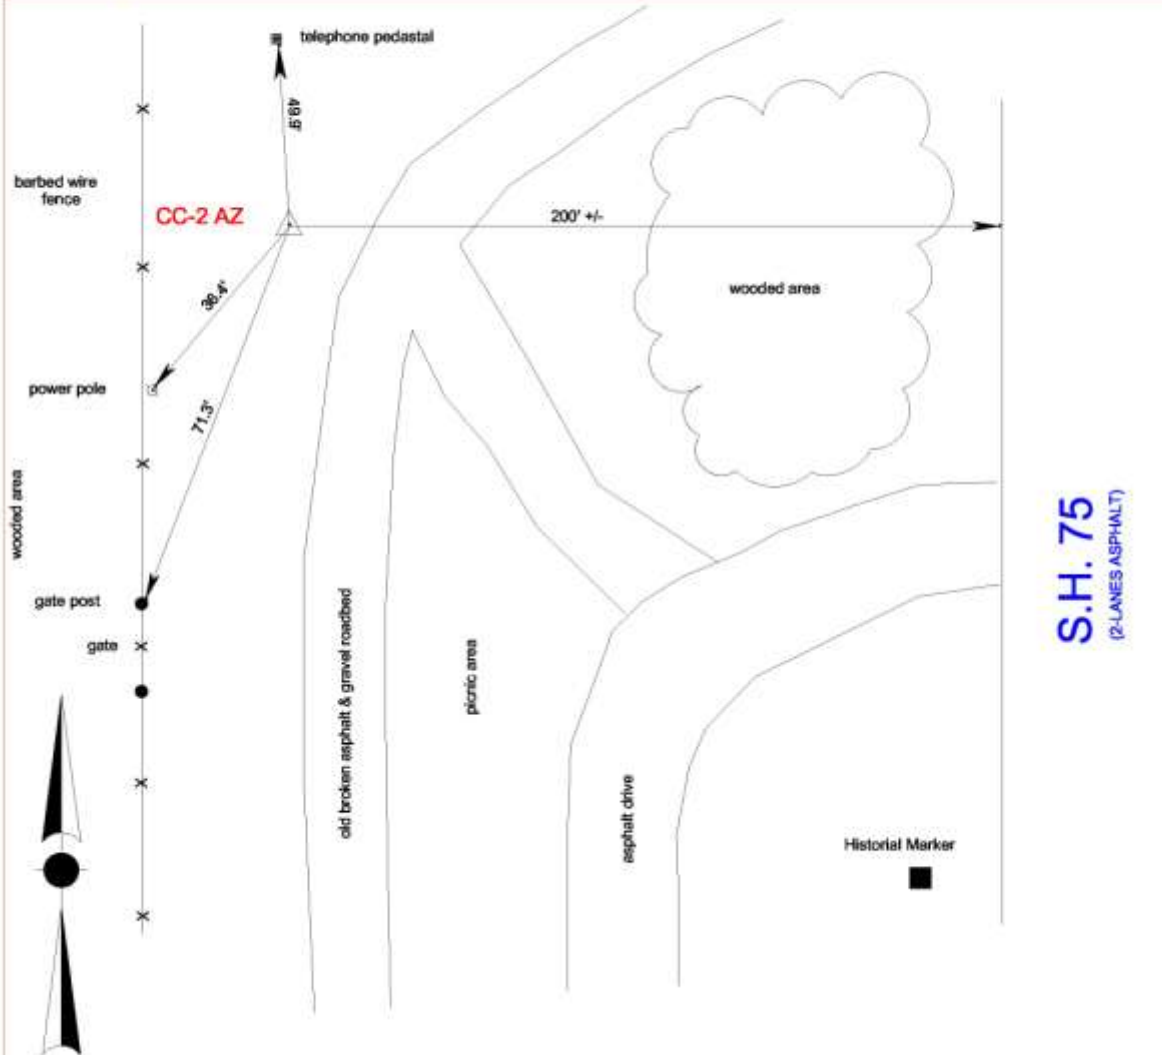 telephone pedastal
49.9'
barbed wire
fence
CC-2 AZ
200' +/-
wooded area
36.4'
power pole
71.3'
wooded area
gate post
gate
old broken asphalt & gravel roadbed
picnic area
asphalt drive
S.H. 75
(2-LANES ASPHALT)
Historial Marker